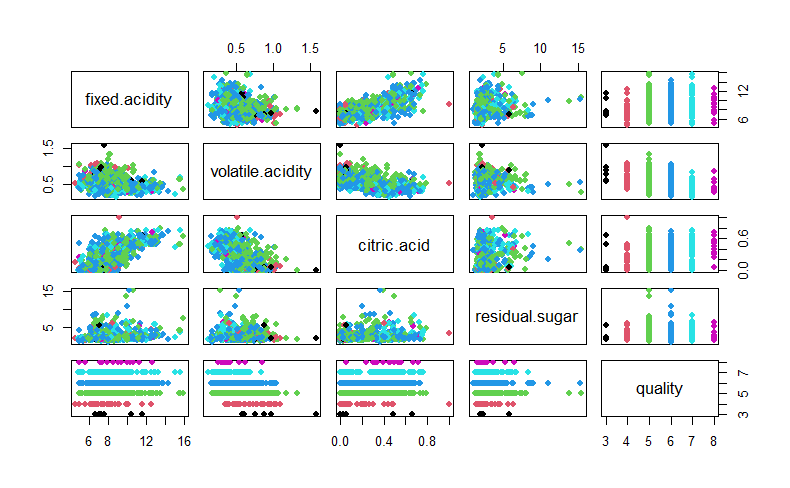 0.5 1.0 1.5 5 10 15
fixed.acidity 6 12
0.5 1.5 volatile.acidity
citric.acid 0.0 0.6
5 15 residual.sugar
quality 3 5 7
6 8 12 16 0.0 0.4 0.8 3 4 5 6 7 8